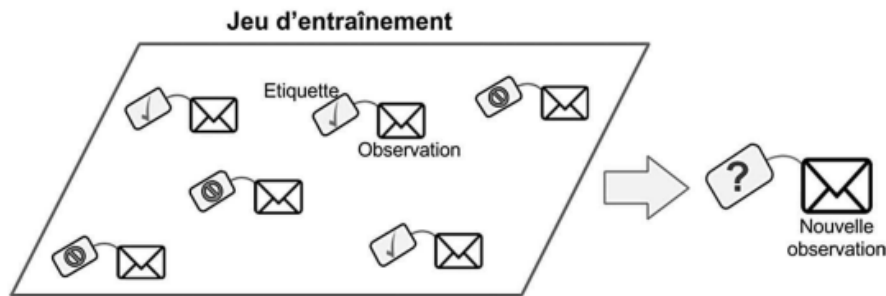 Jeu d'entraînement
Etiquette
Observation
?
Nouvelle
observation